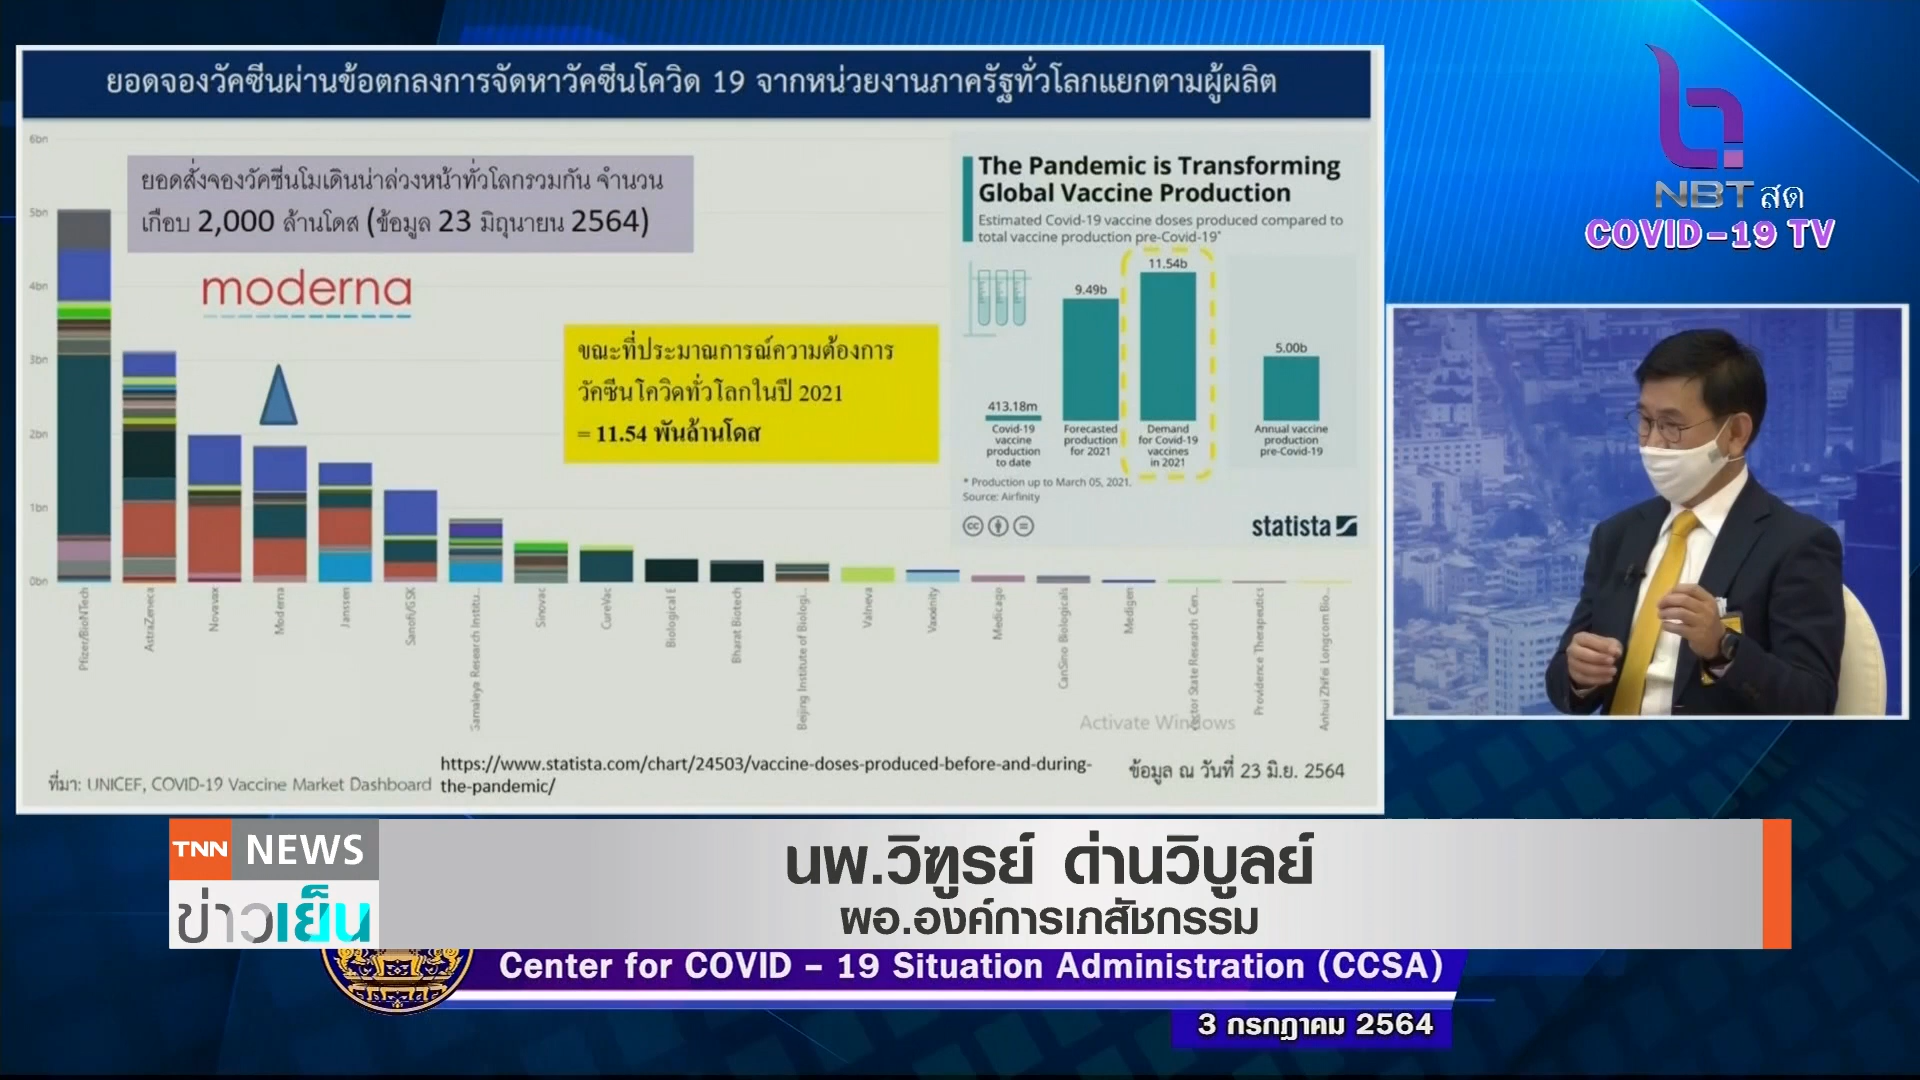 ยอดจองวัคซีนผ่านข้อตกลงการจัดหาวัคซีนโควิด 19 จากหน่วยงานภาครัฐทั่วโลกแยกตามผู้ผลิต
6bn
5bn
4bn
3bn
2bn
1bn
0bn
ยอดสั่งจองวัคซีนโมเดินน่าล่วงหน้าทั่วโลกรวมกัน จำนวน
เกือบ 2,000 ล้านโดส (ข้อมูล 23 มิถุนายน 2564)
moderna
ขณะที่ประมาณการณ์ความต้องการ
วัคซีนโควิดทั่วโลกในปี 2021
= 11.54 พันล้านโดส
The Pandemic is Transforming
Global Vaccine Production
Estimated Covid-19 vaccine doses produced compared to
total vaccine production pre-Covid-19*
413.18m
9.49b
11.54b
5.00b
Covid-19
vaccine
production
to date
Forecasted
production
for 2021
Demand
for Covid-19
vaccines
in 2021
Annual vaccine
production
pre-Covid-19
* Production up to March 05, 2021.
Source: Airfinity
statista
Pfizer/BioNTech
AstraZeneca
Novavax
Moderna
Janssen
Sanofi/GSK
Samaleya Research Institu...
Sinovac
CureVac
Biological E
Bharat Biotech
Beijing Institute of Biologi...
Valneva
Vaxxinity
Medicago
CanSino Biologicals
Medigen
State Research Cen...
Providence Therapeutics
Anhui Zhifei Longcom Bio...
Activate Windows
ที่มา: UNICEF, COVID-19 Vaccine Market Dashboard
https://www.statista.com/chart/24503/vaccine-doses-produced-before-and-during-
the-pandemic/
ข้อมูล ณ วันที่ 23 มิ.ย. 2564
NBT สด
COVID-19 TV
TNN NEWS
ข่าวเย็น
นพ.วิฑูรย์ ด่านวิบูลย์
ผอ.องค์การเภสัชกรรม
Center for COVID – 19 Situation Administration (CCSA)
3 กรกฎาคม 2564